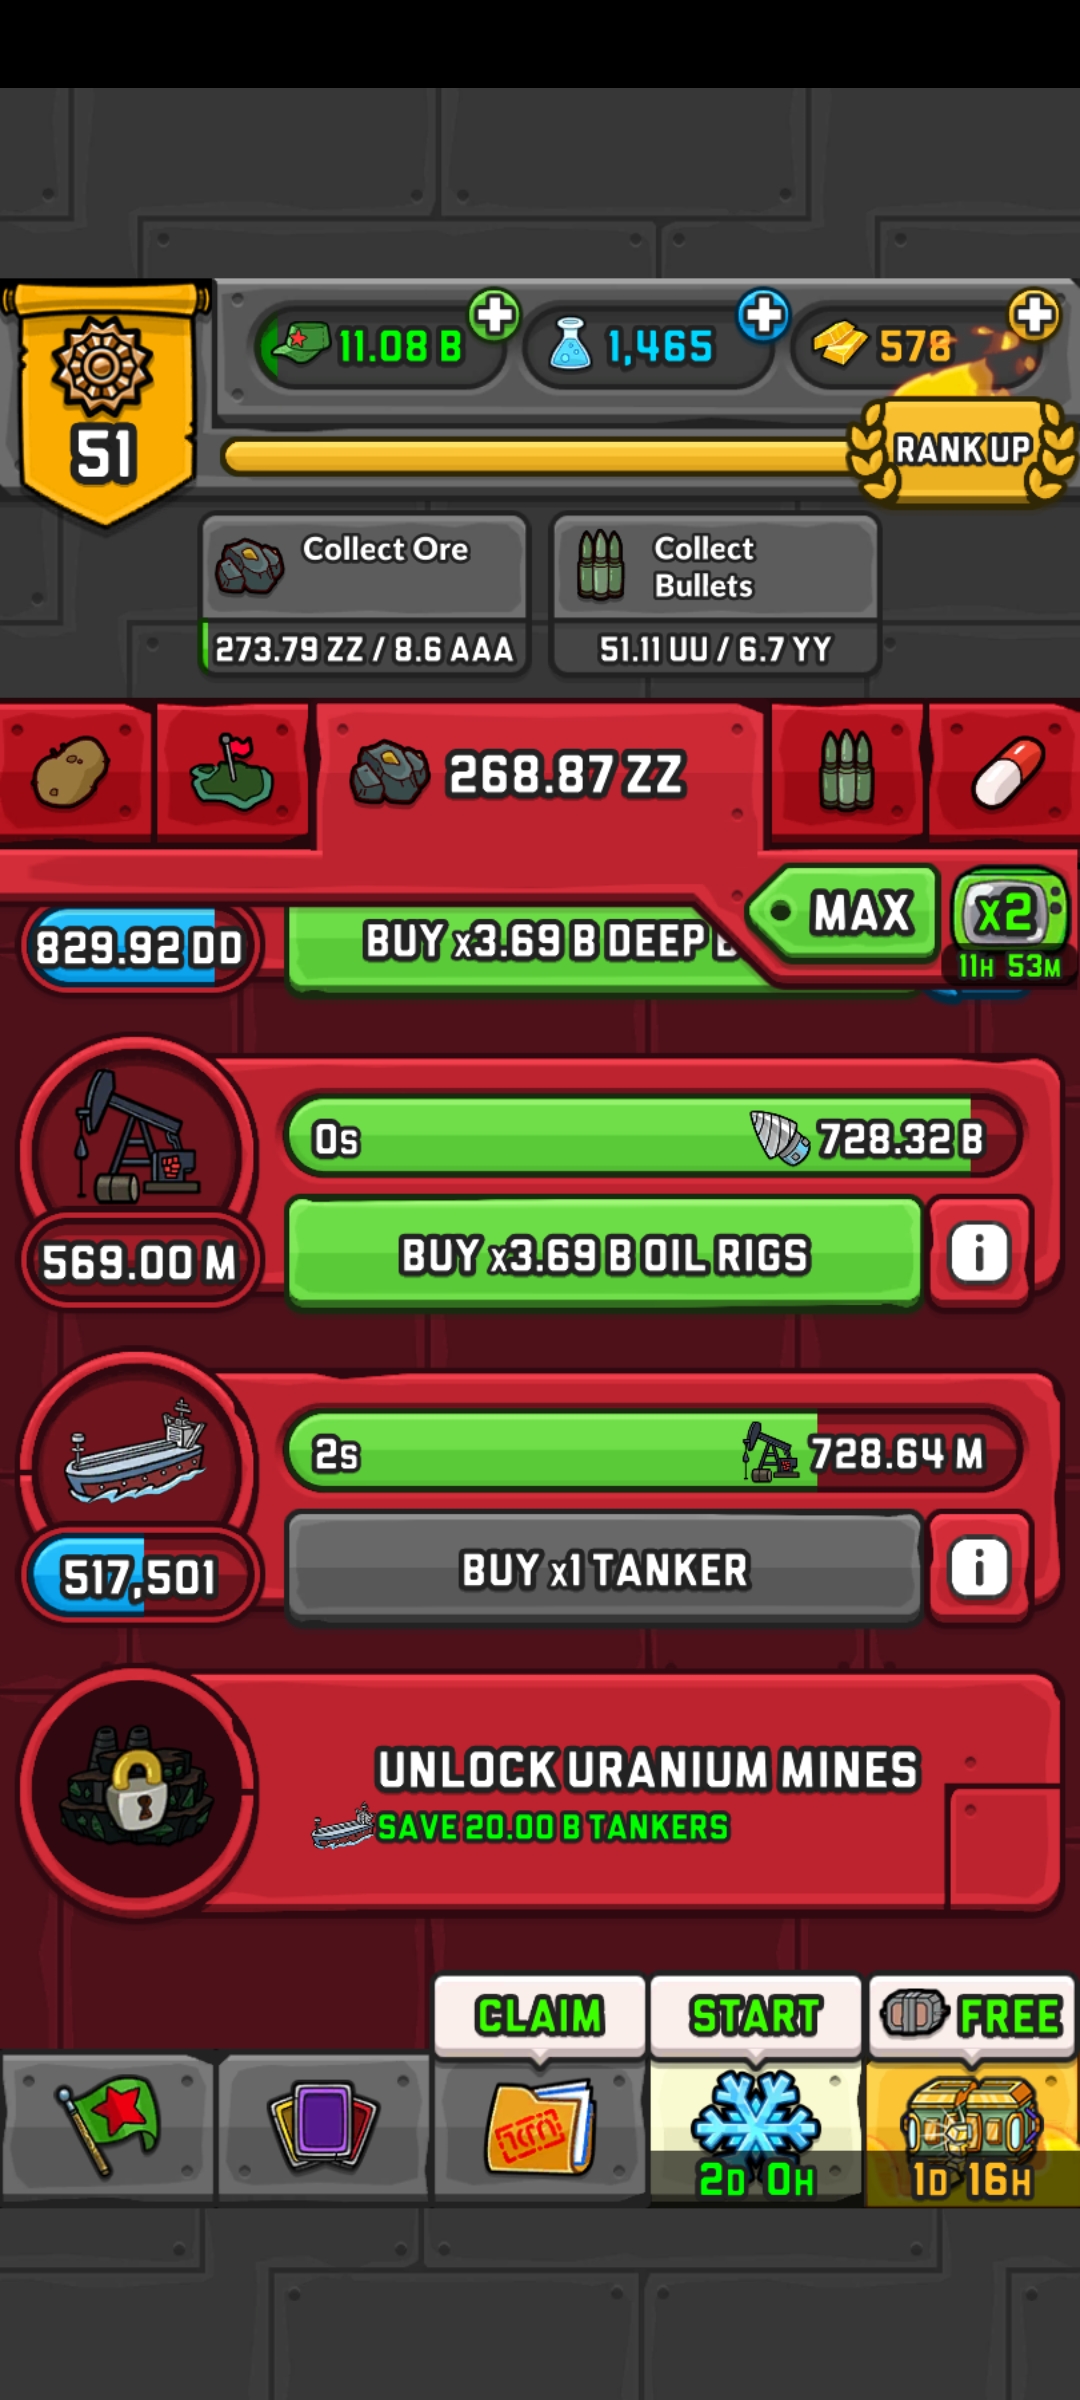 11.08 B
1,465
578
51
RANK UP
Collect Ore
273.79 ZZ / 8.6 AAA
Collect
Bullets
51.11 UU / 6.7 YY
268.87 ZZ
MAX
x2
11H 53M
829.92 DD
BUY x3.69 B DEEP
0s
728.32 B
569.00 M
BUY x3.69 B OIL RIGS
i
2s
728.64 M
517,501
BUY x1 TANKER
i
UNLOCK URANIUM MINES
SAVE 20.00 B TANKERS
CLAIM
START
FREE
2D 0H
1D 16H